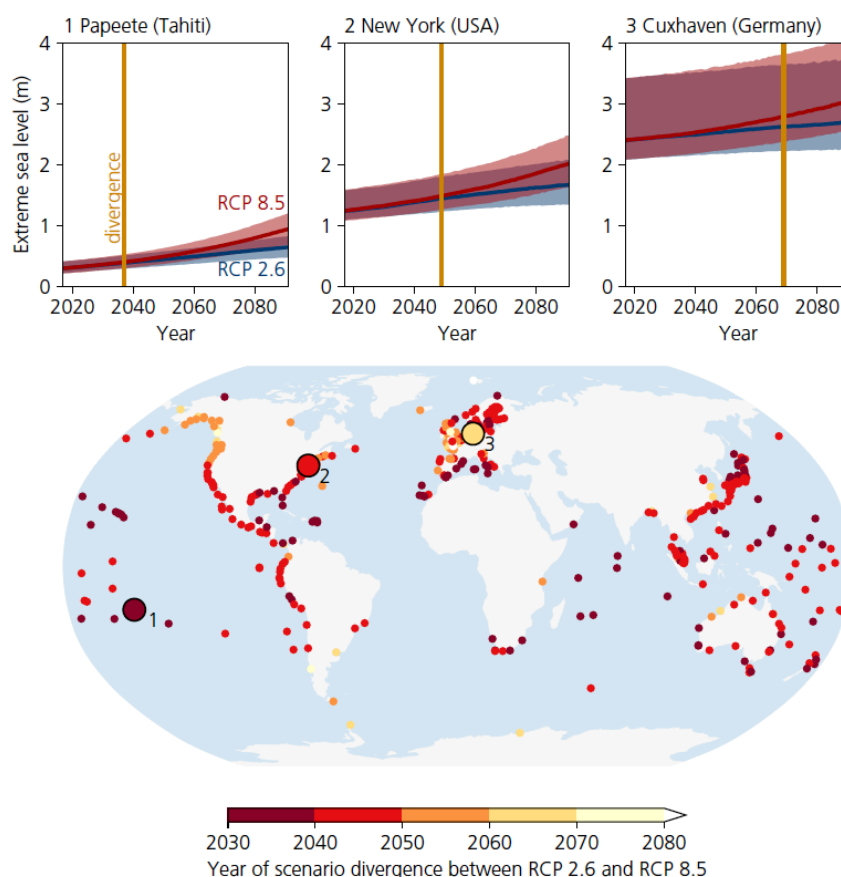 1 Papeete (Tahiti)
2 New York (USA)
3 Cuxhaven (Germany)
Extreme sea level (m)
4
3
2
1
0
divergence
RCP 8.5
RCP 2.6
2020 2040 2060 2080
Year
4
3
2
1
0
2020 2040 2060 2080
Year
4
3
2
1
0
2020 2040 2060 2080
Year
1
2
3
2030 2040 2050 2060 2070 2080
Year of scenario divergence between RCP 2.6 and RCP 8.5